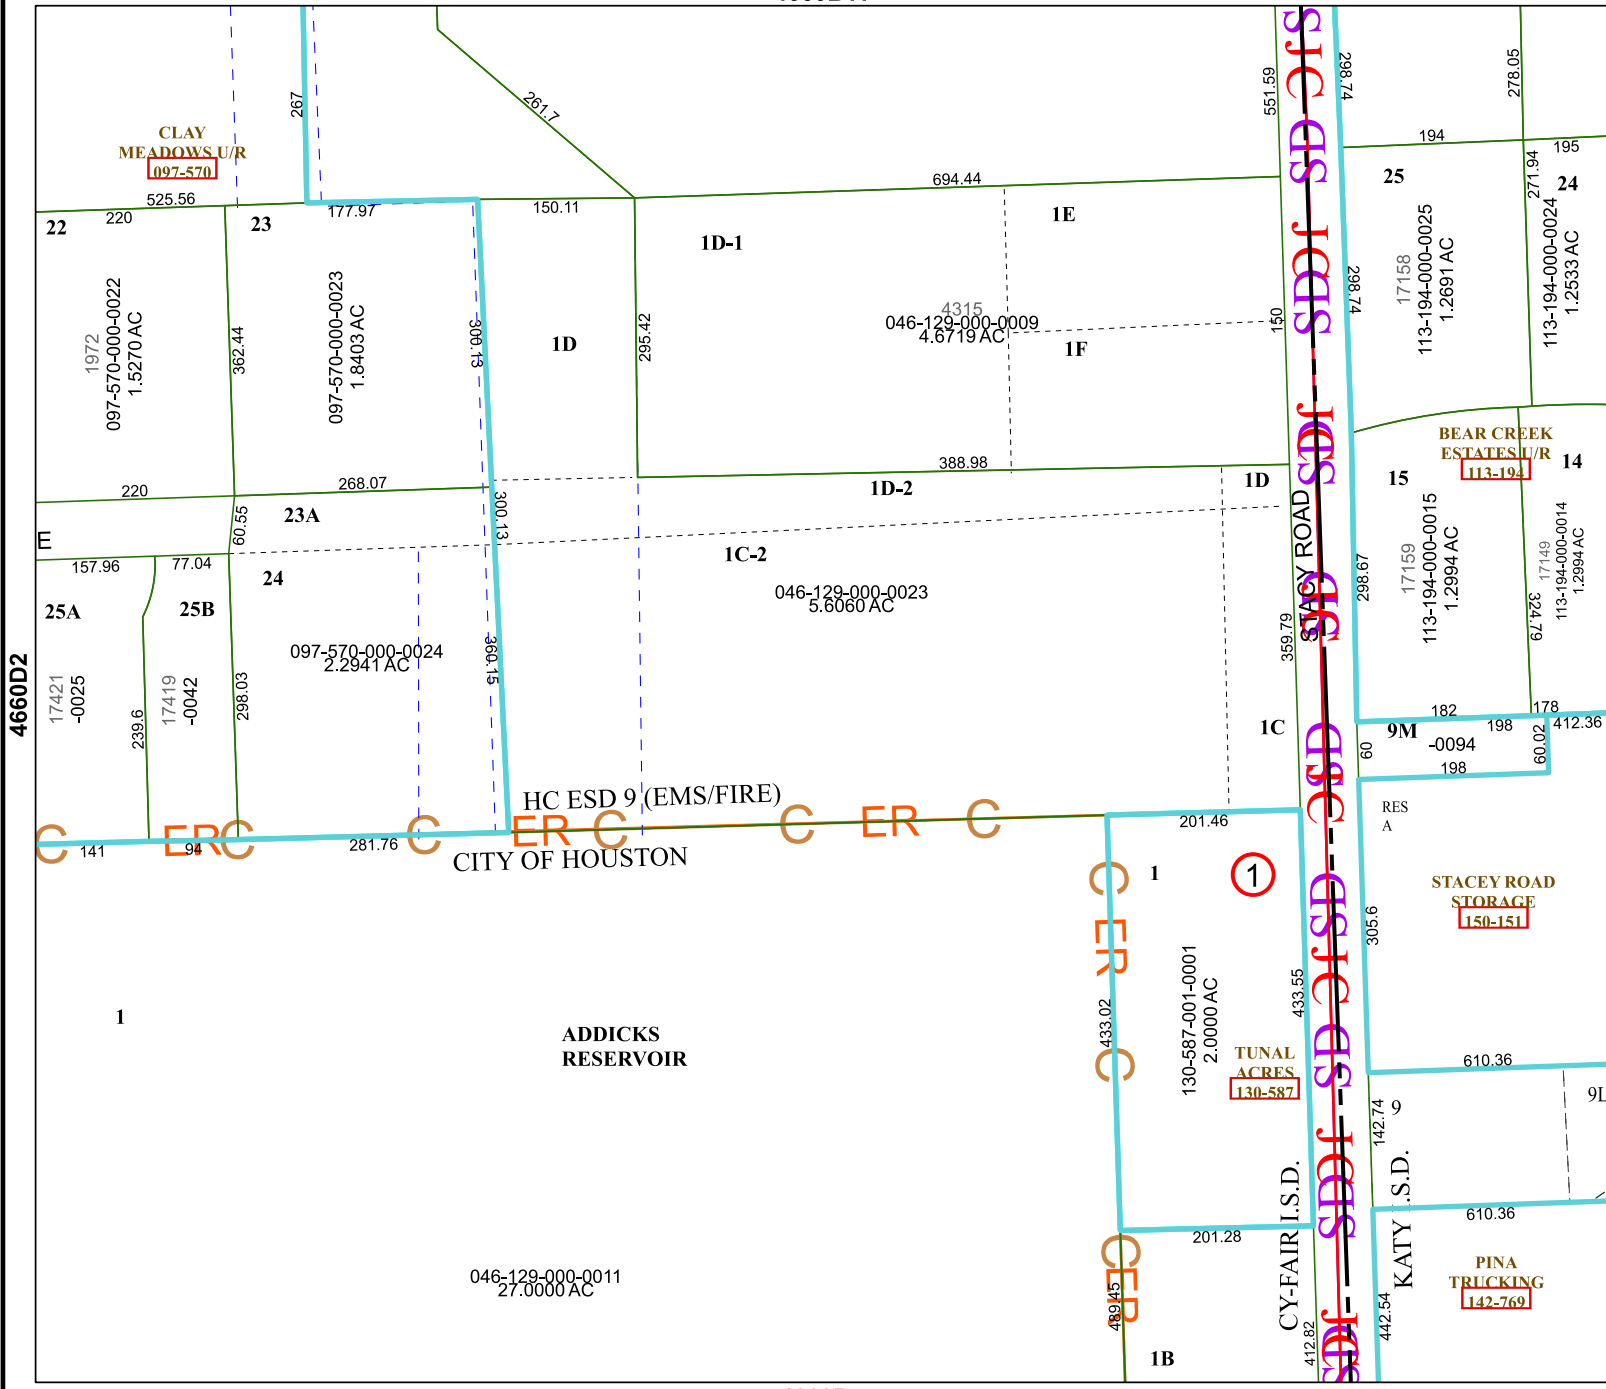 267
261.7
551.59
298.74
278.05
CLAY
MEADOWS U/R
097-570
194
195
525.56
220
177.97
150.11
694.44
22
23
1D-1
1E
25
271.94
24
1972
097-570-000-0022
1.5270 AC
362.44
097-570-000-0023
1.8403 AC
300.13
1D
295.42
4315
046-129-000-0009
4.6719 AC
1F
150
298.74
17158
113-194-000-0025
1.2691 AC
113-194-000-0024
1.2533 AC
BEAR CREEK
ESTATES U/R
113-194
220
268.07
388.98
1D-2
1D
15
14
23A
60.55
300.13
E
157.96
77.04
24
1C-2
046-129-000-0023
5.6060 AC
STACY ROAD
359.79
298.67
17159
113-194-000-0015
1.2994 AC
324.79
17149
113-194-000-0014
1.2994 AC
25A
25B
097-570-000-0024
2.2941 AC
360.15
4660D2
17421
-0025
239.6
17419
-0042
298.03
1C
182
178
9M
198
412.36
60
-0094
60.02
198
HC ESD 9 (EMS/FIRE)
C ER C C ER C C ER C
141
94
281.76
CITY OF HOUSTON
201.46
RES
A
1
1
STACEY ROAD
STORAGE
150-151
305.6
C
ER
C
433.02
130-587-001-0001
2.0000 AC
433.55
1
ADDICKS
RESERVOIR
TUNAL
ACRES
130-587
610.36
142.74
9
9L
201.28
610.36
CY-FAIR I.S.D.
KATY I.S.D.
046-129-000-0011
27.0000 AC
C
ER
489.45
PINA
TRUCKING
142-769
442.54
412.82
1B